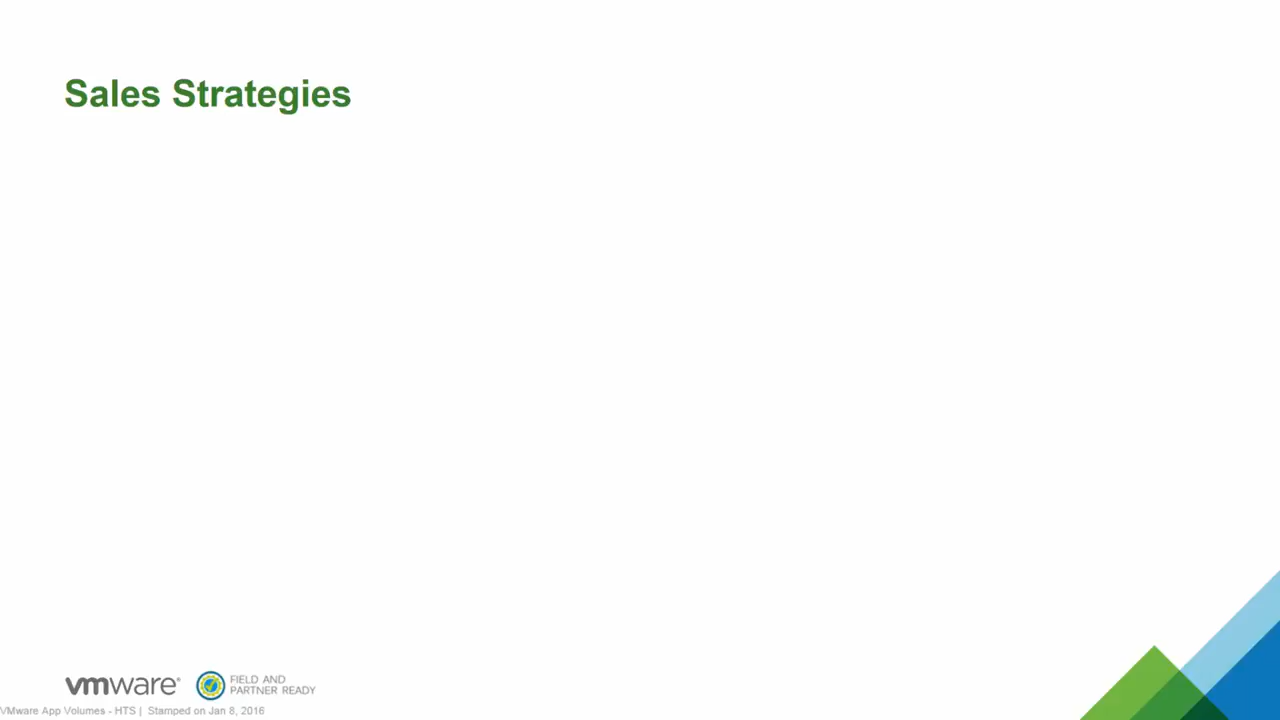 Sales Strategies
vmware®
FIELD AND
PARTNER READY
VMware App Volumes - HTS | Stamped on Jan 8, 2016